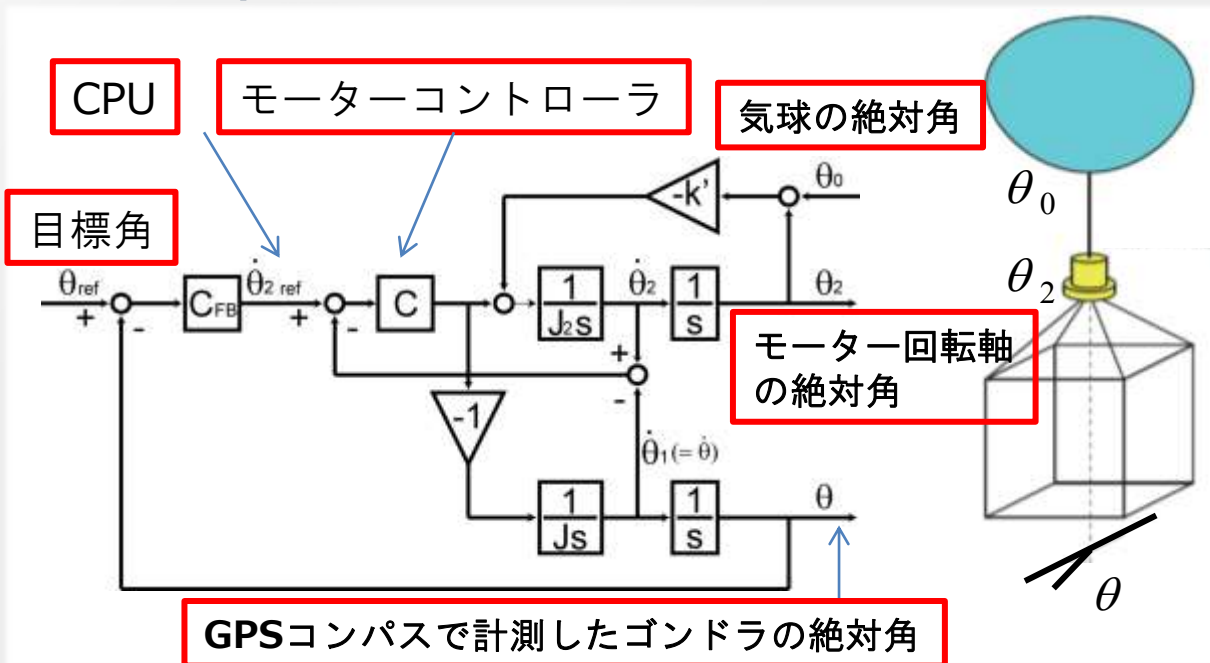 CPU
モーターコントローラ
気球の絶対角
目標角
-k'
θ0
θ0
θref
+
-
CFB
θ̇2 ref
+
-
C
1
J2s
θ̇2
1
s
θ2
θ2
+
-
モーター回転軸
の絶対角
-1
θ̇1(= θ̇)
1
Js
1
s
θ
θ
GPSコンパスで計測したゴンドラの絶対角